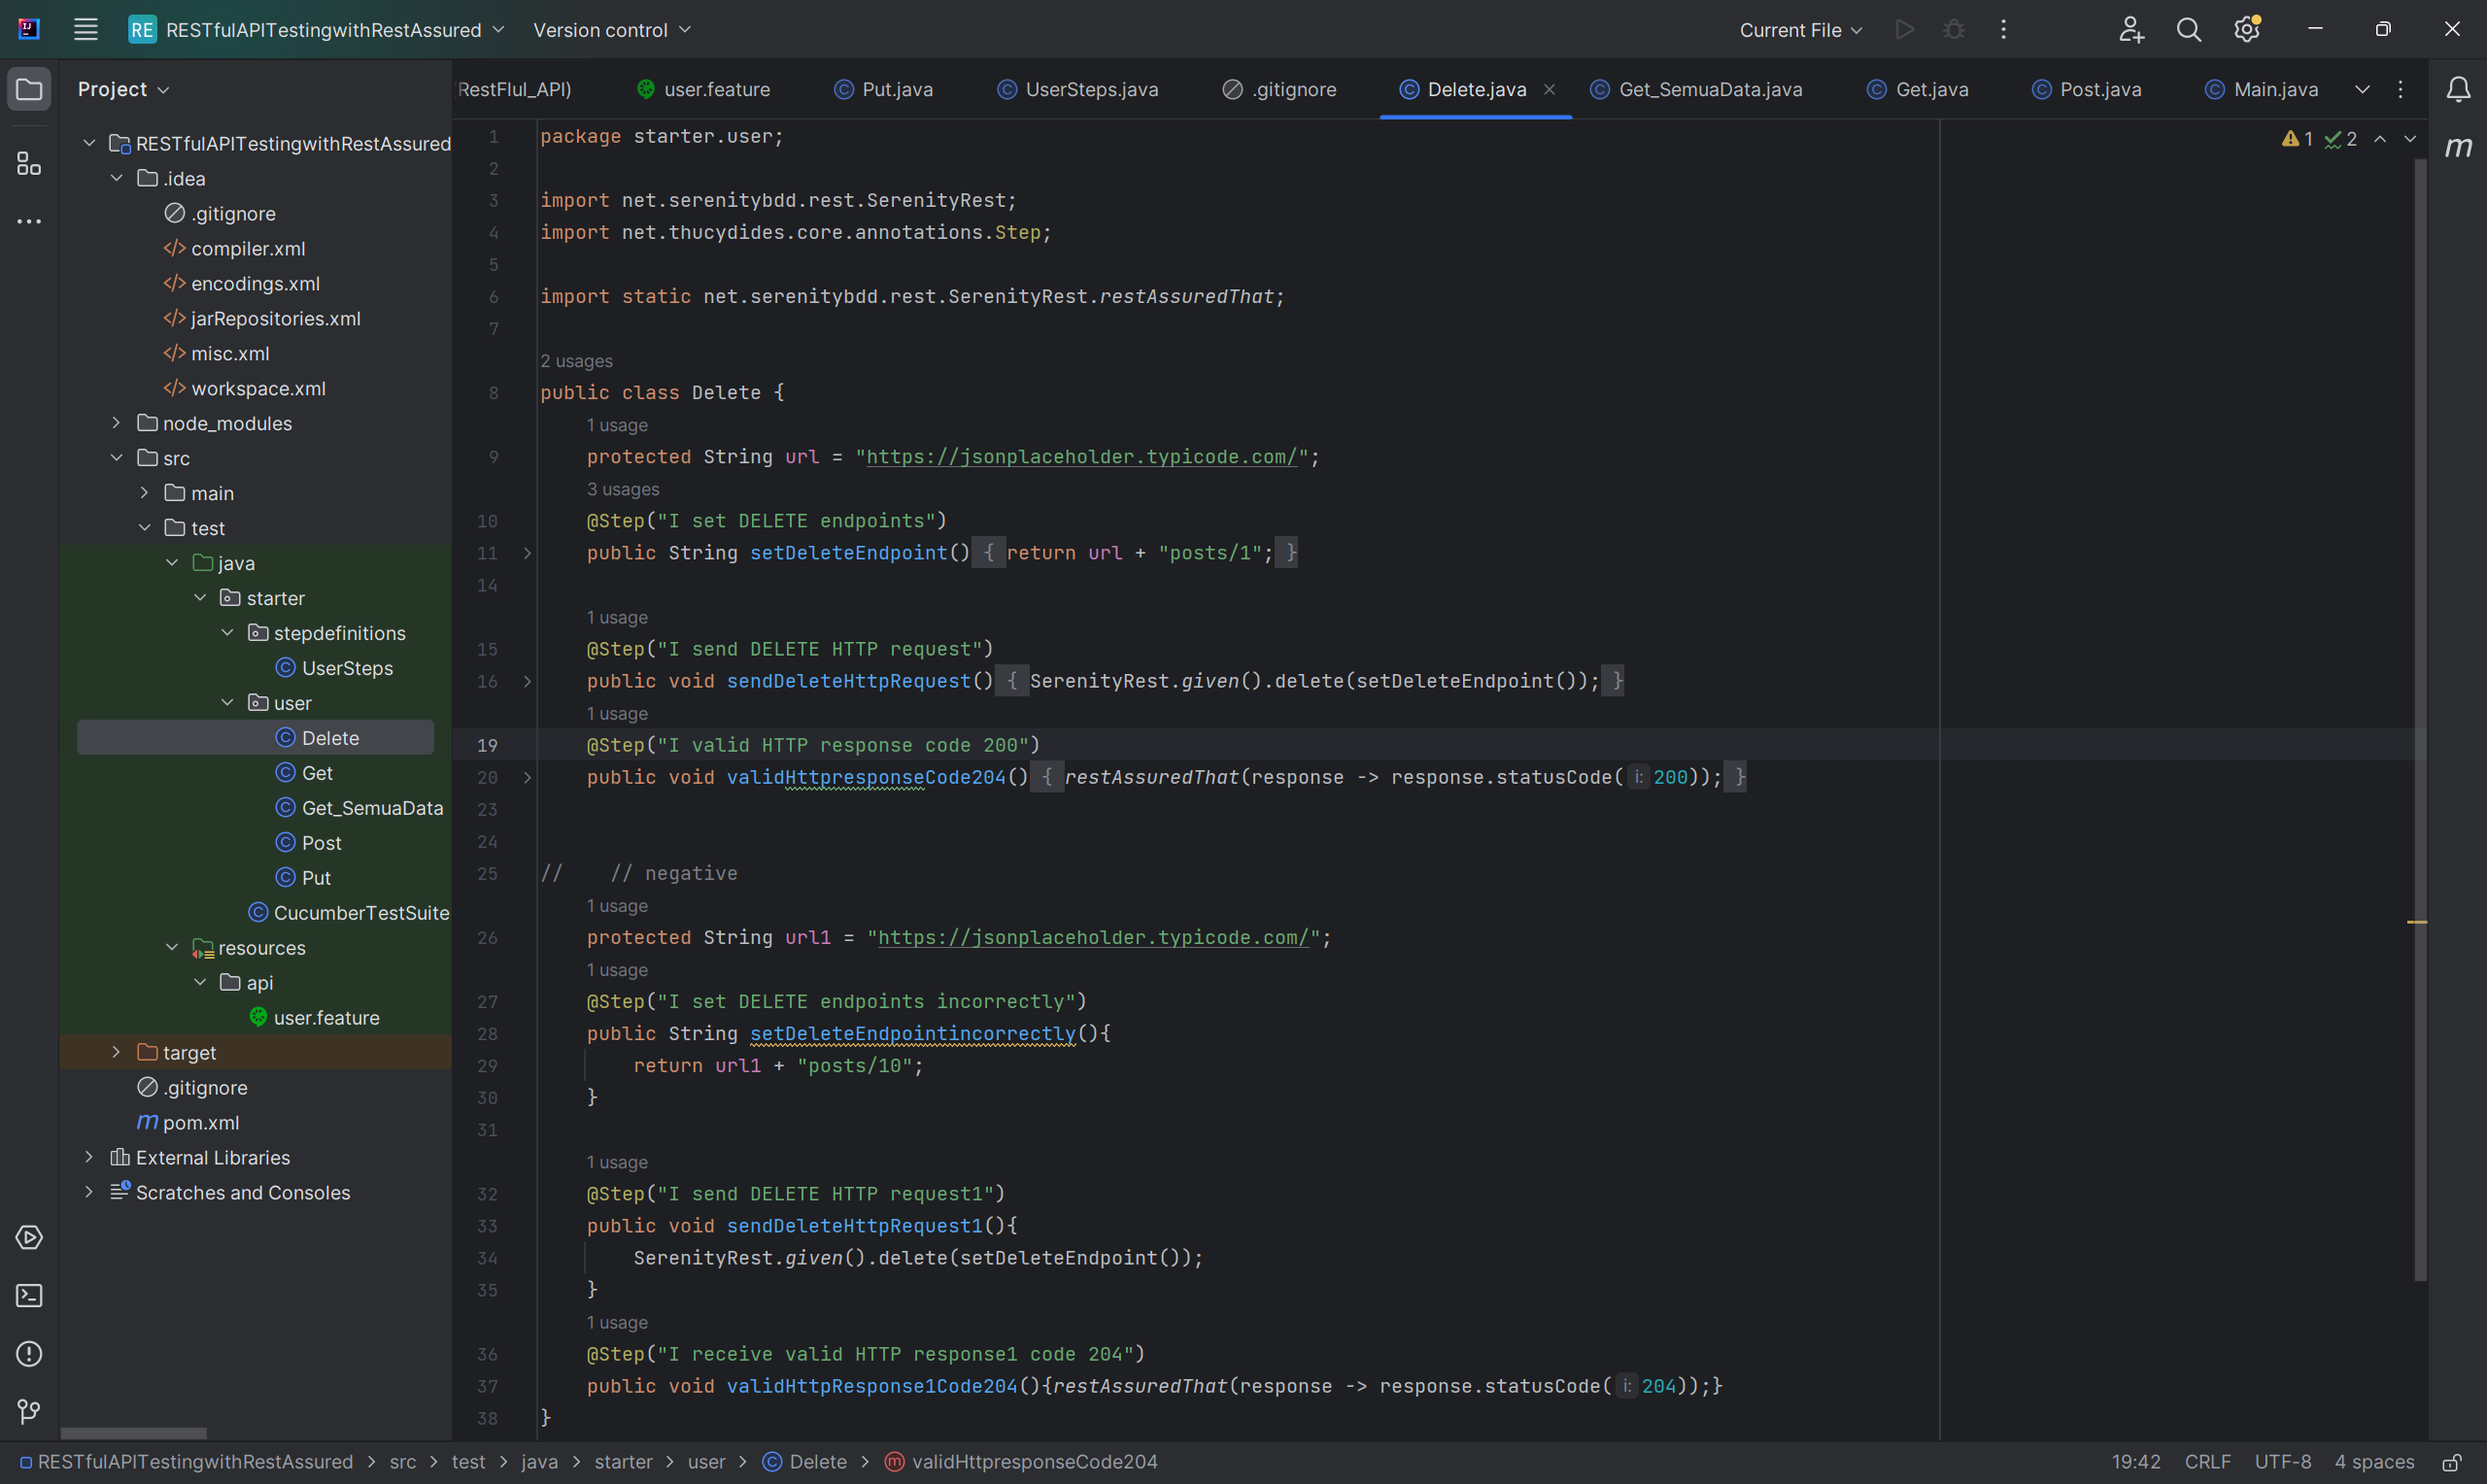 RE RESTfulAPITestingwithRestAssured Version control Current File
Project
RestFlul_API) user.feature Put.java UserSteps.java .gitignore Delete.java Get_SemuaData.java Get.java Post.java Main.java
RESTfulAPITestingwithRestAssured
.idea
.gitignore
compiler.xml
encodings.xml
jarRepositories.xml
misc.xml
workspace.xml
node_modules
src
main
test
java
starter
stepdefinitions
UserSteps
user
Delete
Get
Get_SemuaData
Post
Put
CucumberTestSuite
resources
api
user.feature
target
.gitignore
pom.xml
External Libraries
Scratches and Consoles
1 2
1 package starter.user;
2
3 import net.serenitybdd.rest.SerenityRest;
4 import net.thucydides.core.annotations.Step;
5
6 import static net.serenitybdd.rest.SerenityRest.restAssuredThat;
7
2 usages
8 public class Delete {
1 usage
9 protected String url = "https://jsonplaceholder.typicode.com/";
3 usages
10 @Step("I set DELETE endpoints")
11 public String setDeleteEndpoint() { return url + "posts/1"; }
14
1 usage
15 @Step("I send DELETE HTTP request")
16 public void sendDeleteHttpRequest() { SerenityRest.given().delete(setDeleteEndpoint()); }
1 usage
19 @Step("I valid HTTP response code 200")
20 public void validHttpresponseCode204() { restAssuredThat(response -> response.statusCode( i: 200)); }
23
24
25 // // negative
1 usage
26 protected String url1 = "https://jsonplaceholder.typicode.com/";
1 usage
27 @Step("I set DELETE endpoints incorrectly")
28 public String setDeleteEndpointincorrectly(){
29 return url1 + "posts/10";
30 }
31
1 usage
32 @Step("I send DELETE HTTP request1")
33 public void sendDeleteHttpRequest1(){
34 SerenityRest.given().delete(setDeleteEndpoint());
35 }
1 usage
36 @Step("I receive valid HTTP response1 code 204")
37 public void validHttpResponse1Code204(){restAssuredThat(response -> response.statusCode( i: 204));}
38 }
RESTfulAPITestingwithRestAssured > src > test > java > starter > user > Delete > validHttpresponseCode204 19:42 CRLF UTF-8 4 spaces